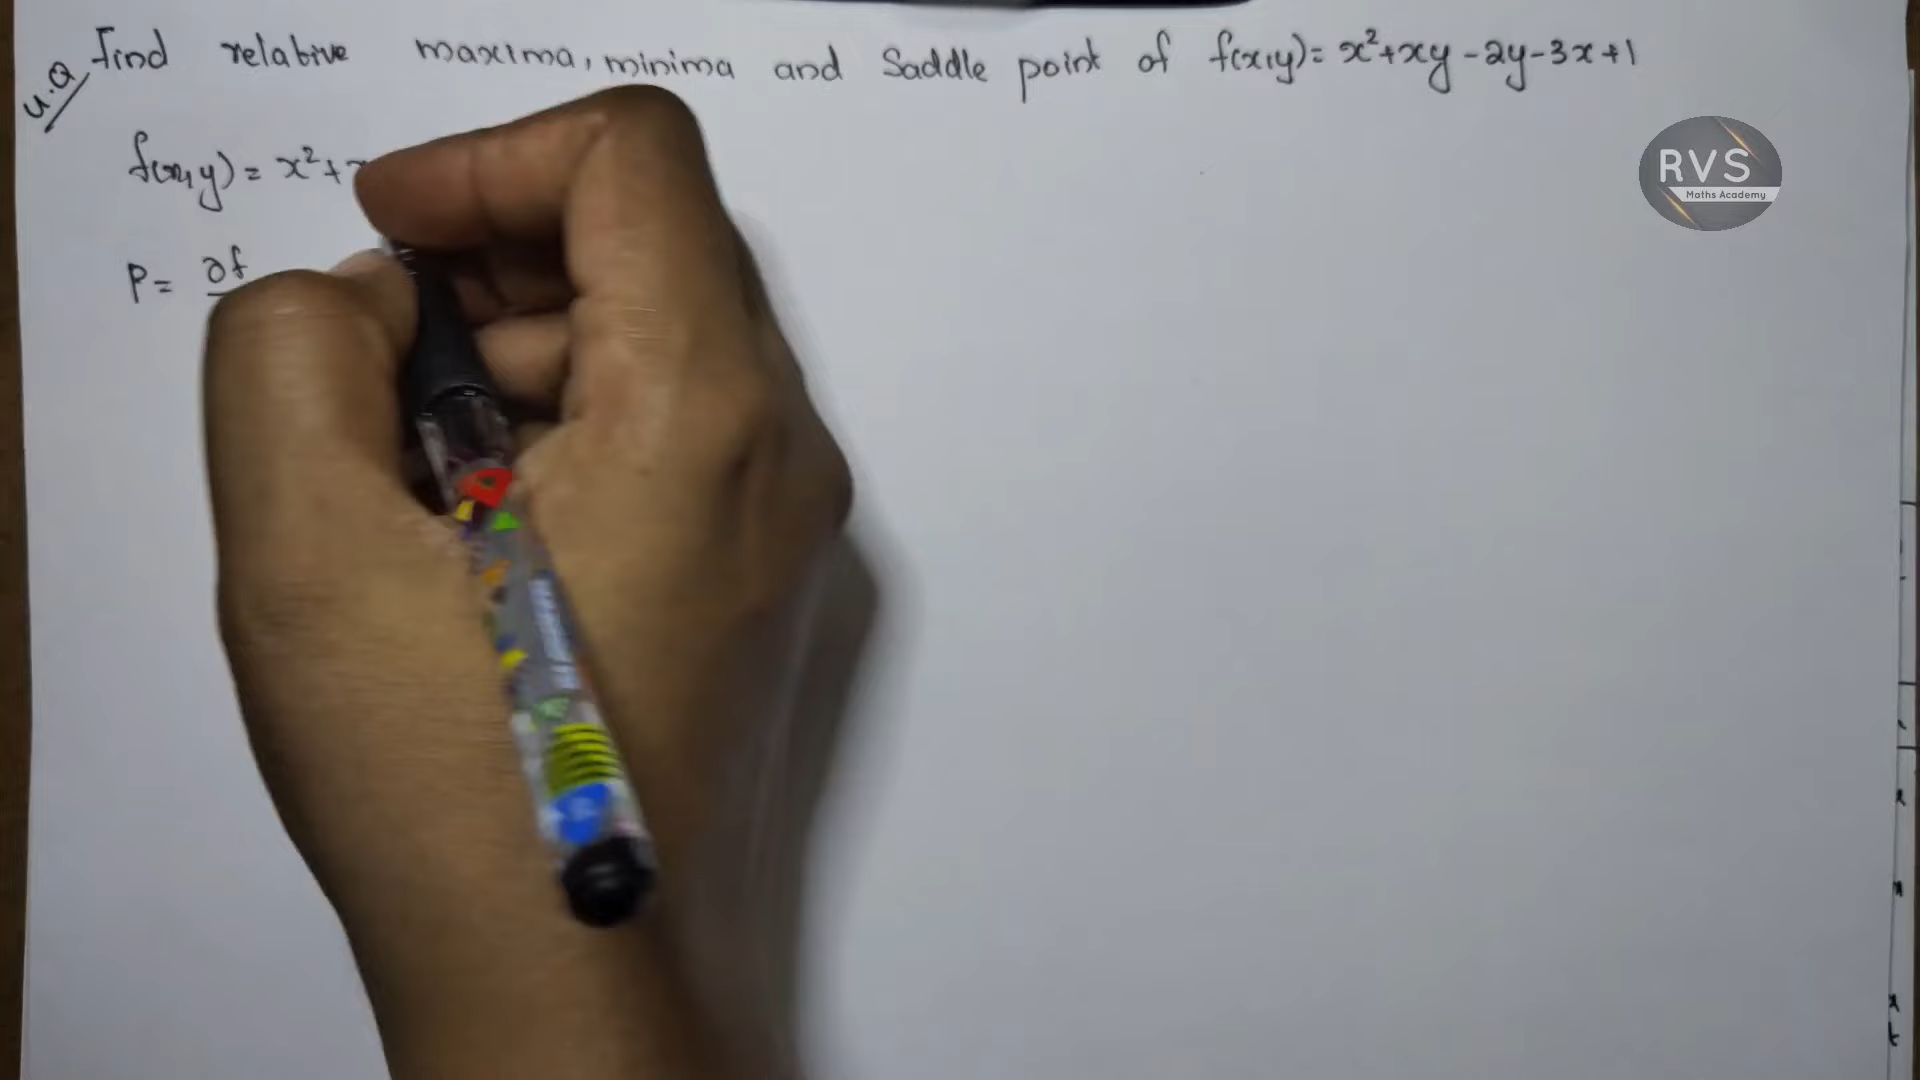 U.Q Find relative maxima, minima and Saddle point of f(x,y)= x²+xy-2y-3x+1
f(x,y) = x²+x
P= ∂f
RVS
Maths Academy